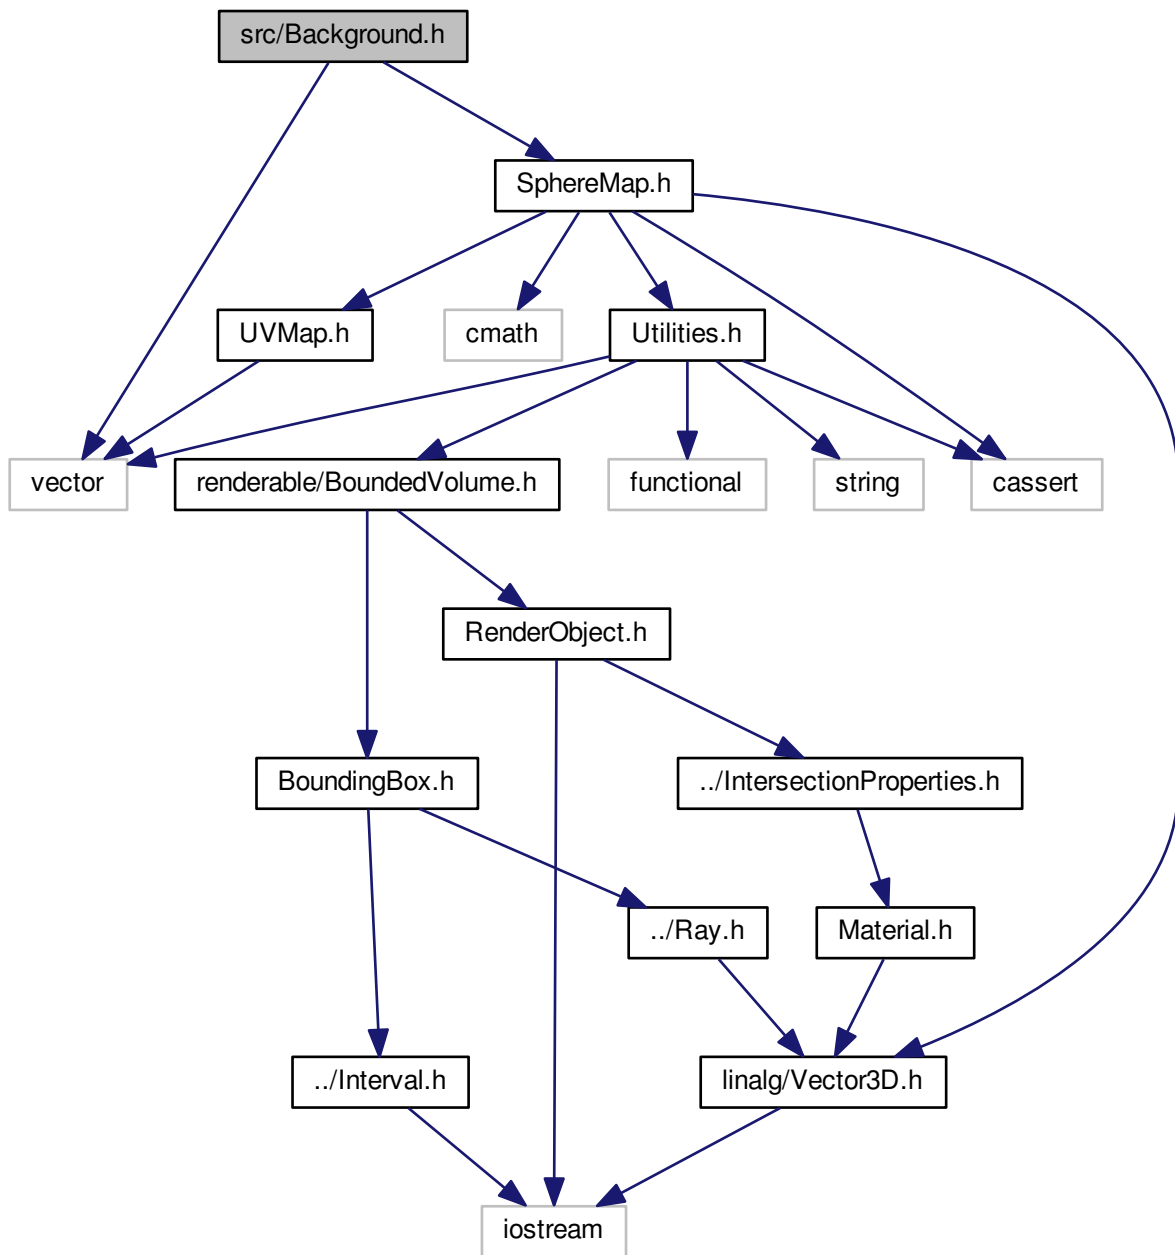 src/Background.h
SphereMap.h
UVMap.h
cmath
Utilities.h
vector
renderable/BoundedVolume.h
functional
string
cassert
RenderObject.h
BoundingBox.h
../IntersectionProperties.h
../Ray.h
Material.h
../Interval.h
linalg/Vector3D.h
iostream